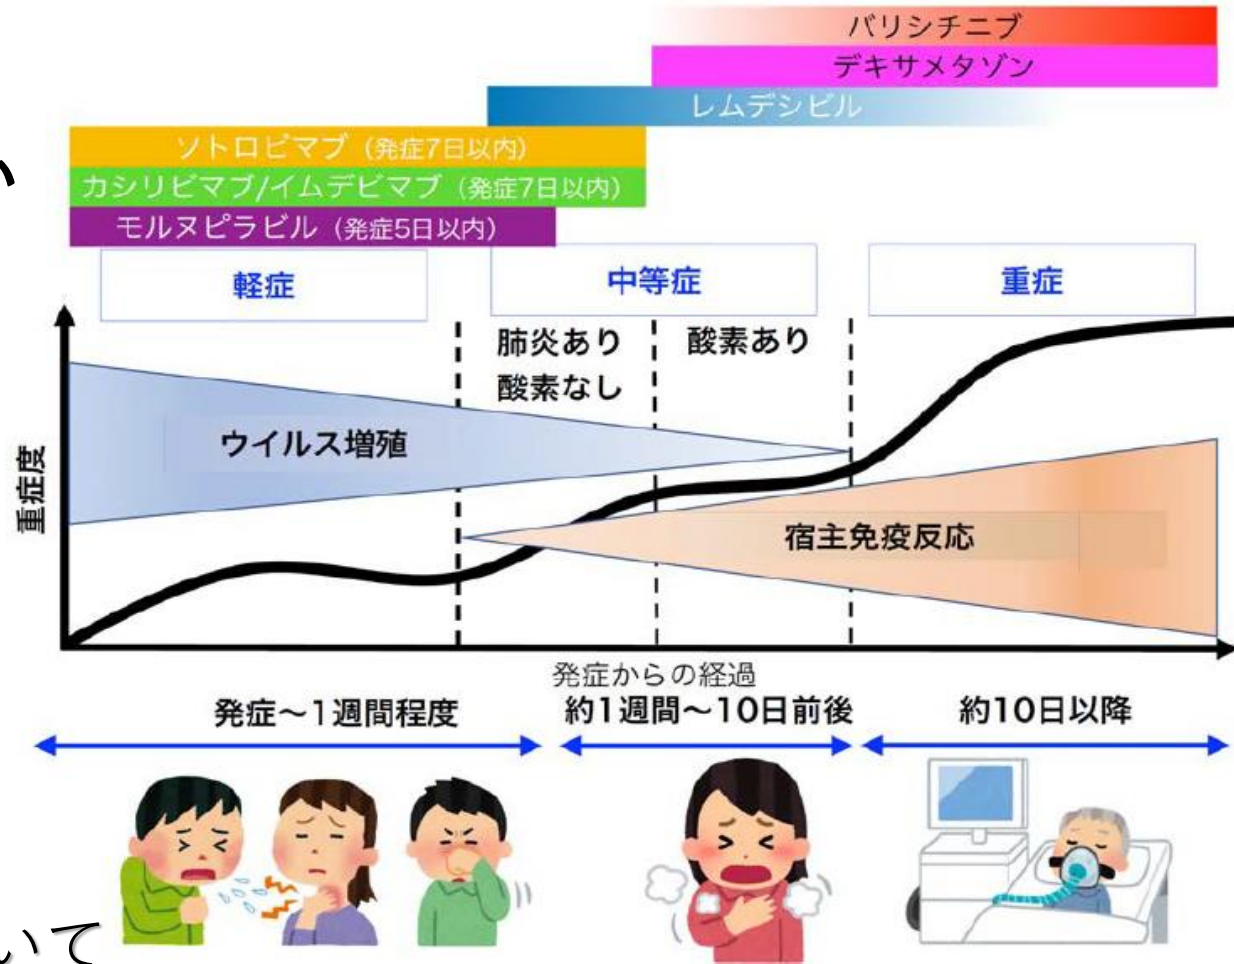 バリシチニブ
デキサメタゾン
レムデシビル
ソトロビマブ（発症7日以内）
カシリビマブ/イムデビマブ（発症7日以内）
モルヌピラビル（発症5日以内）
い
軽症
中等症
重症
肺炎あり
酸素なし
酸素あり
ウイルス増殖
重症度
宿主免疫反応
発症からの経過
発症～1週間程度
約1週間～10日前後
約10日以降
いて